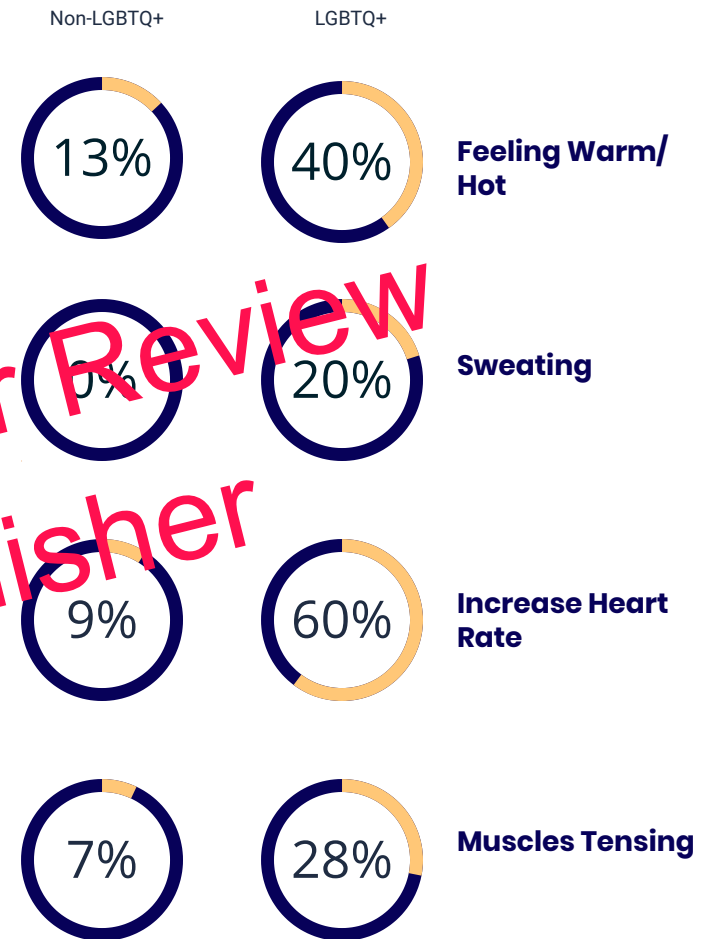 Non-LGBTQ+ LGBTQ+
13% 40% Feeling Warm/
Hot
Review
0% 20% Sweating
9% 60% Increase Heart
Rate
7% 28% Muscles Tensing